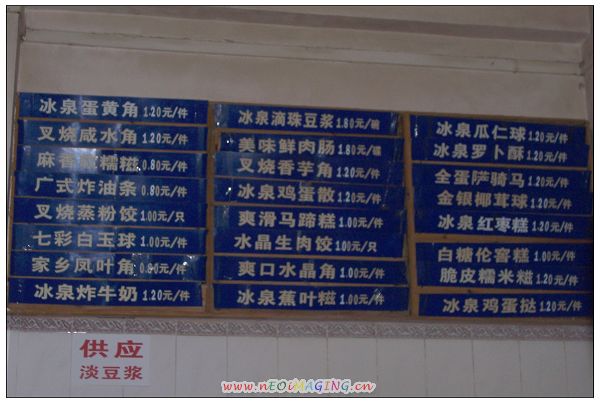 冰泉蛋黄角 1.20元/件
叉烧咸水角 1.20元/件
麻香 糯糍 0.80元/件
广式炸油条 0.80元/件
叉烧蒸粉饺 1.00元/只
七彩白玉球 1.00元/件
家乡凤叶角 0.80元/件
冰泉炸牛奶 1.20元/件
冰泉滴珠豆浆 1.80元/碗
美味鲜肉肠 1.80元/碟
叉烧香芋角 1.20元/件
冰泉鸡蛋散 1.20元/件
爽滑马蹄糕 1.00元/件
水晶生肉饺 1.00元/只
爽口水晶角 1.00元/件
冰泉蕉叶糍 1.00元/件
冰泉瓜仁球 1.20元/件
冰泉罗卜酥 1.20元/件
全蛋萨骑马 1.20元/件
金银椰茸球 1.20元/件
冰泉红枣糕 1.20元/件
白糖伦窖糕 1.00元/件
脆皮糯米糍 1.20元/件
冰泉鸡蛋挞 1.20元/件
供应
淡豆浆
www.nEOiMAGING.cn